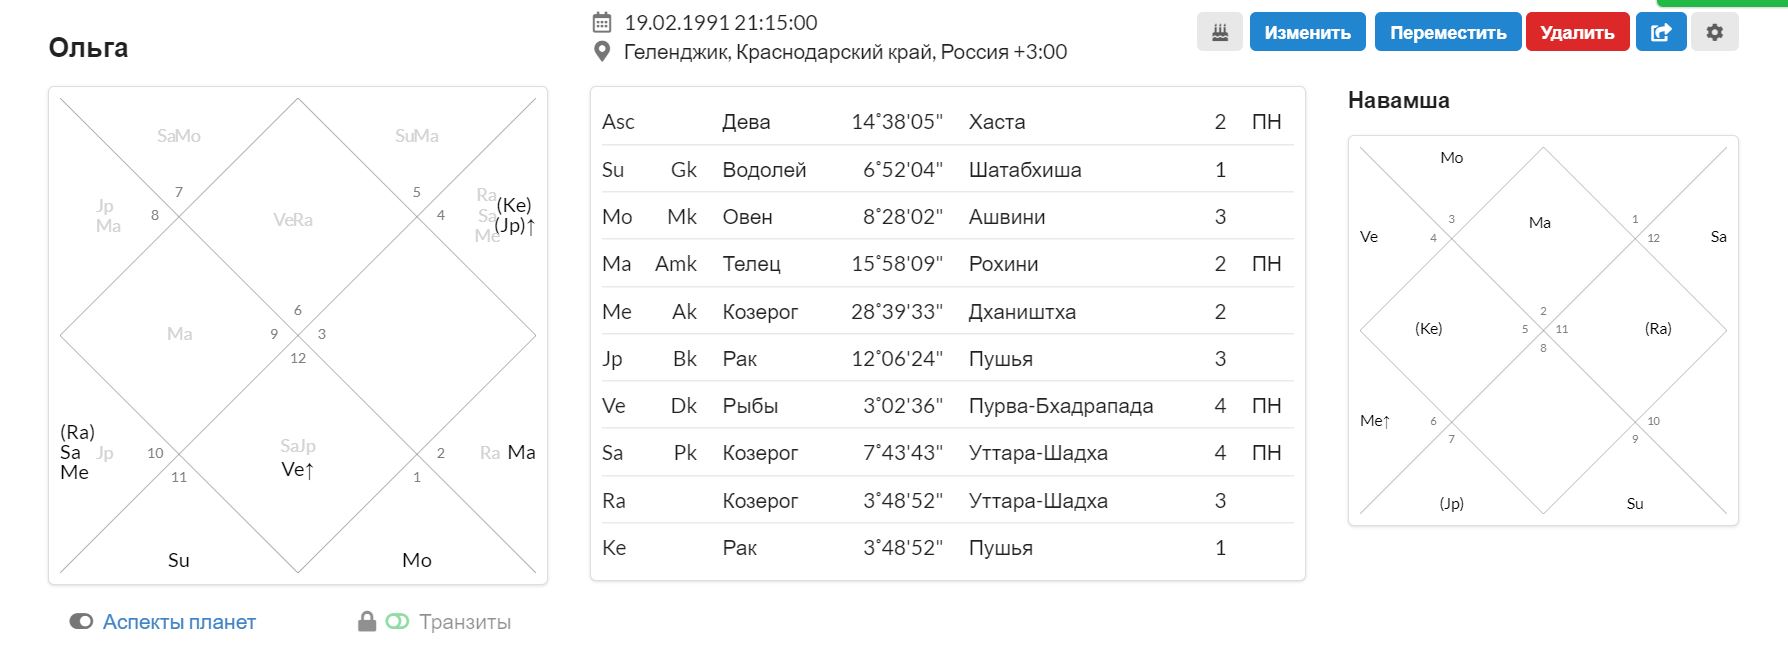 Ольга
19.02.1991 21:15:00
Геленджик, Краснодарский край, Россия +3:00
Изменить Переместить Удалить
SaMo SuMa
7 5
Jp 8 VeRa 4 Ra (Ke)
Ma Sa (Jp)↑
Me
6
Ma 9 3
12
(Ra)
Sa Jp 10 SaJp 2 Ra Ma
Me Ve↑
11 1
Su Mo
Аспекты планет Транзиты
Asc Дева 14°38'05" Хаста 2 ПН
Su Gk Водолей 6°52'04" Шатабхиша 1
Mo Mk Овен 8°28'02" Ашвини 3
Ma Amk Телец 15°58'09" Рохини 2 ПН
Me Ak Козерог 28°39'33" Дхаништха 2
Jp Bk Рак 12°06'24" Пушья 3
Ve Dk Рыбы 3°02'36" Пурва-Бхадрапада 4 ПН
Sa Pk Козерог 7°43'43" Уттара-Шадха 4 ПН
Ra Козерог 3°48'52" Уттара-Шадха 3
Ke Рак 3°48'52" Пушья 1
Навамша
Mo
3 Ma 1
Ve 4 12 Sa
2
(Ke) 5 11 (Ra)
8
Me↑ 6 10
7 9
(Jp) Su